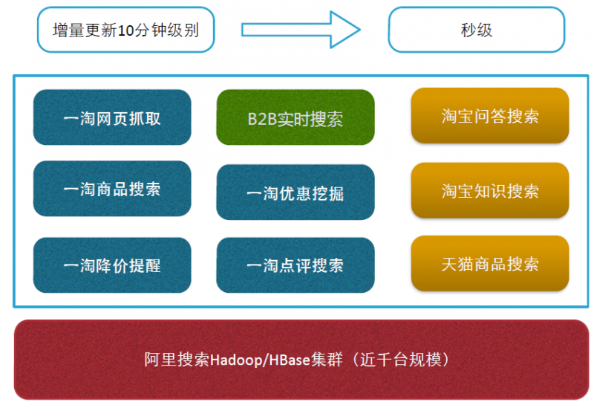 增量更新10分钟级别
秒级
一淘网页抓取
B2B实时搜索
淘宝问答搜索
一淘商品搜索
一淘优惠挖掘
淘宝知识搜索
一淘降价提醒
一淘点评搜索
天猫商品搜索
阿里搜索Hadoop/HBase集群（近千台规模）